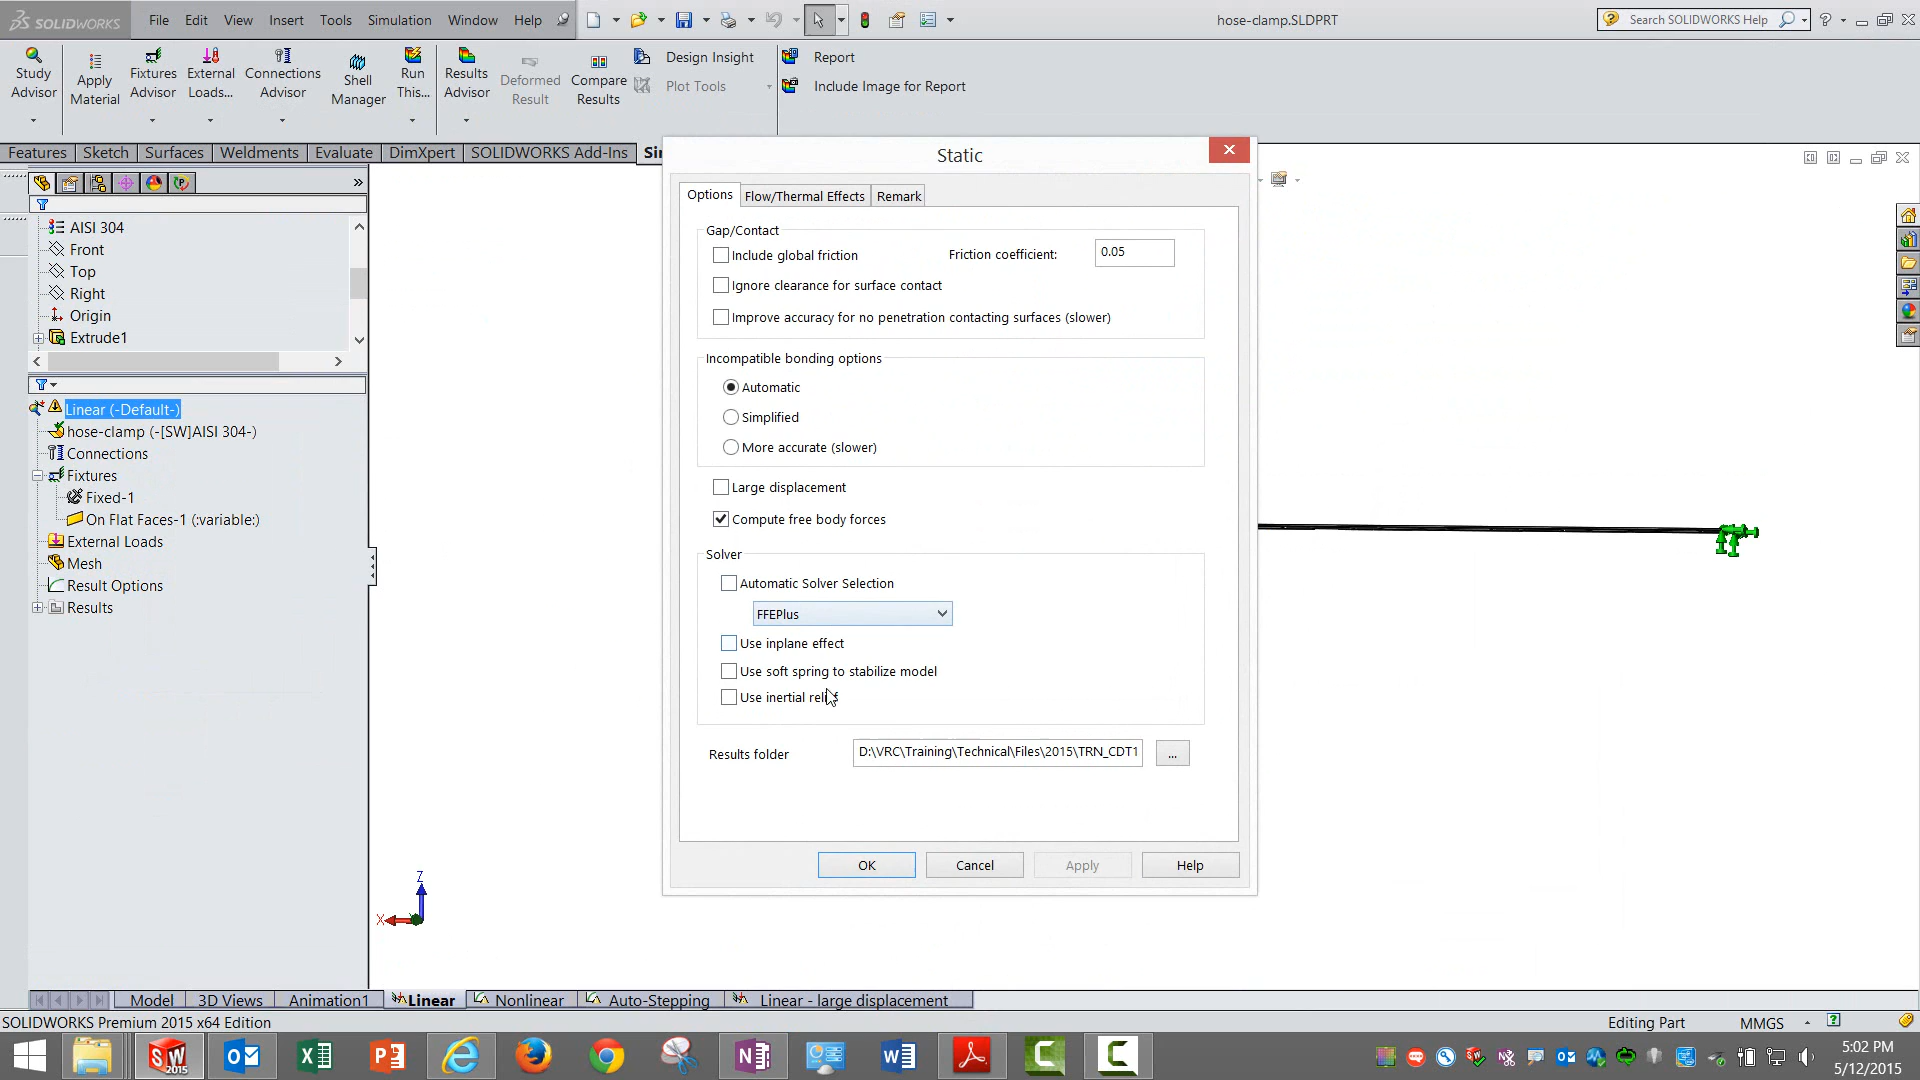 SOLIDWORKS File Edit View Insert Tools Simulation Window Help hose-clamp.SLDPRT Search SOLIDWORKS Help
Study Advisor
Apply Material
Fixtures Advisor
External Loads...
Connections Advisor
Shell Manager
Run This...
Results Advisor
Deformed Result
Compare Results
Design Insight
Plot Tools
Report
Include Image for Report
Features Sketch Surfaces Weldments Evaluate DimXpert SOLIDWORKS Add-Ins
AISI 304
Front
Top
Right
Origin
Extrude1
Linear (-Default-)
hose-clamp (-[SW]AISI 304-)
Connections
Fixtures
Fixed-1
On Flat Faces-1 (:variable:)
External Loads
Mesh
Result Options
Results
Static
Options Flow/Thermal Effects Remark
Gap/Contact
Include global friction Friction coefficient: 0.05
Ignore clearance for surface contact
Improve accuracy for no penetration contacting surfaces (slower)
Incompatible bonding options
Automatic
Simplified
More accurate (slower)
Large displacement
Compute free body forces
Solver
Automatic Solver Selection
FFEPlus
Use inplane effect
Use soft spring to stabilize model
Use inertial relief
Results folder D:\VRC\Training\Technical\Files\2015\TRN_CDT1 ...
OK Cancel Apply Help
Z
X
Model 3D Views Animation1 Linear Nonlinear Auto-Stepping Linear - large displacement
SOLIDWORKS Premium 2015 x64 Edition Editing Part MMGS
5:02 PM
5/12/2015